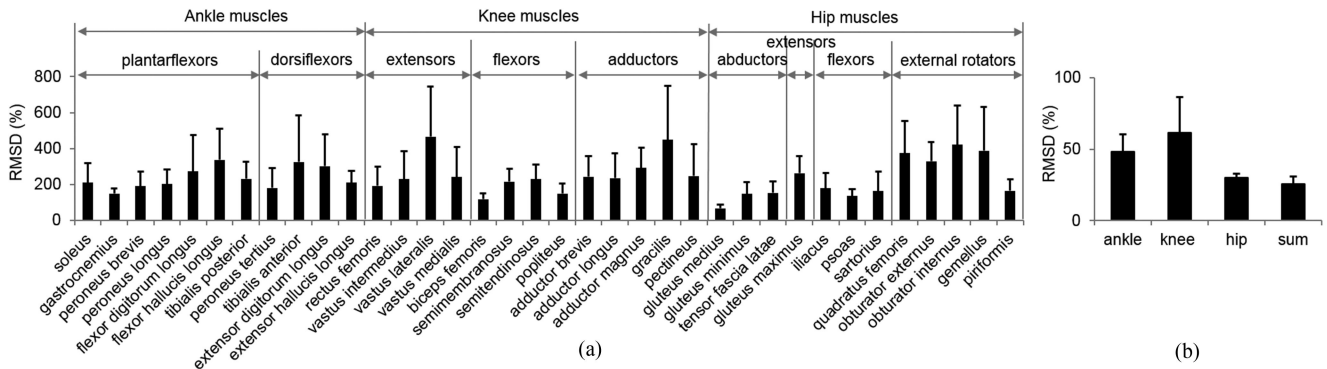 Ankle muscles
Knee muscles
Hip muscles
extensors
plantarflexors
dorsiflexors
extensors
flexors
adductors
abductors
flexors
external rotators
800
600
400
200
0
RMSD (%)
soleus
gastrocnemius
peroneus brevis
peroneus longus
flexor digitorum longus
flexor hallucis longus
tibialis posterior
peroneus tertius
tibialis anterior
extensor digitorum longus
extensor hallucis longus
rectus femoris
vastus intermedius
vastus lateralis
vastus medialis
biceps femoris
semimembranosus
semitendinosus
popliteus
adductor brevis
adductor longus
adductor magnus
gracilis
pectineus
gluteus medius
gluteus minimus
tensor fascia latae
gluteus maximus
iliacus
psoas
sartorius
quadratus femoris
obturator externus
obturator internus
gemellus
piriformis
(a)
100
50
0
RMSD (%)
ankle
knee
hip
sum
(b)